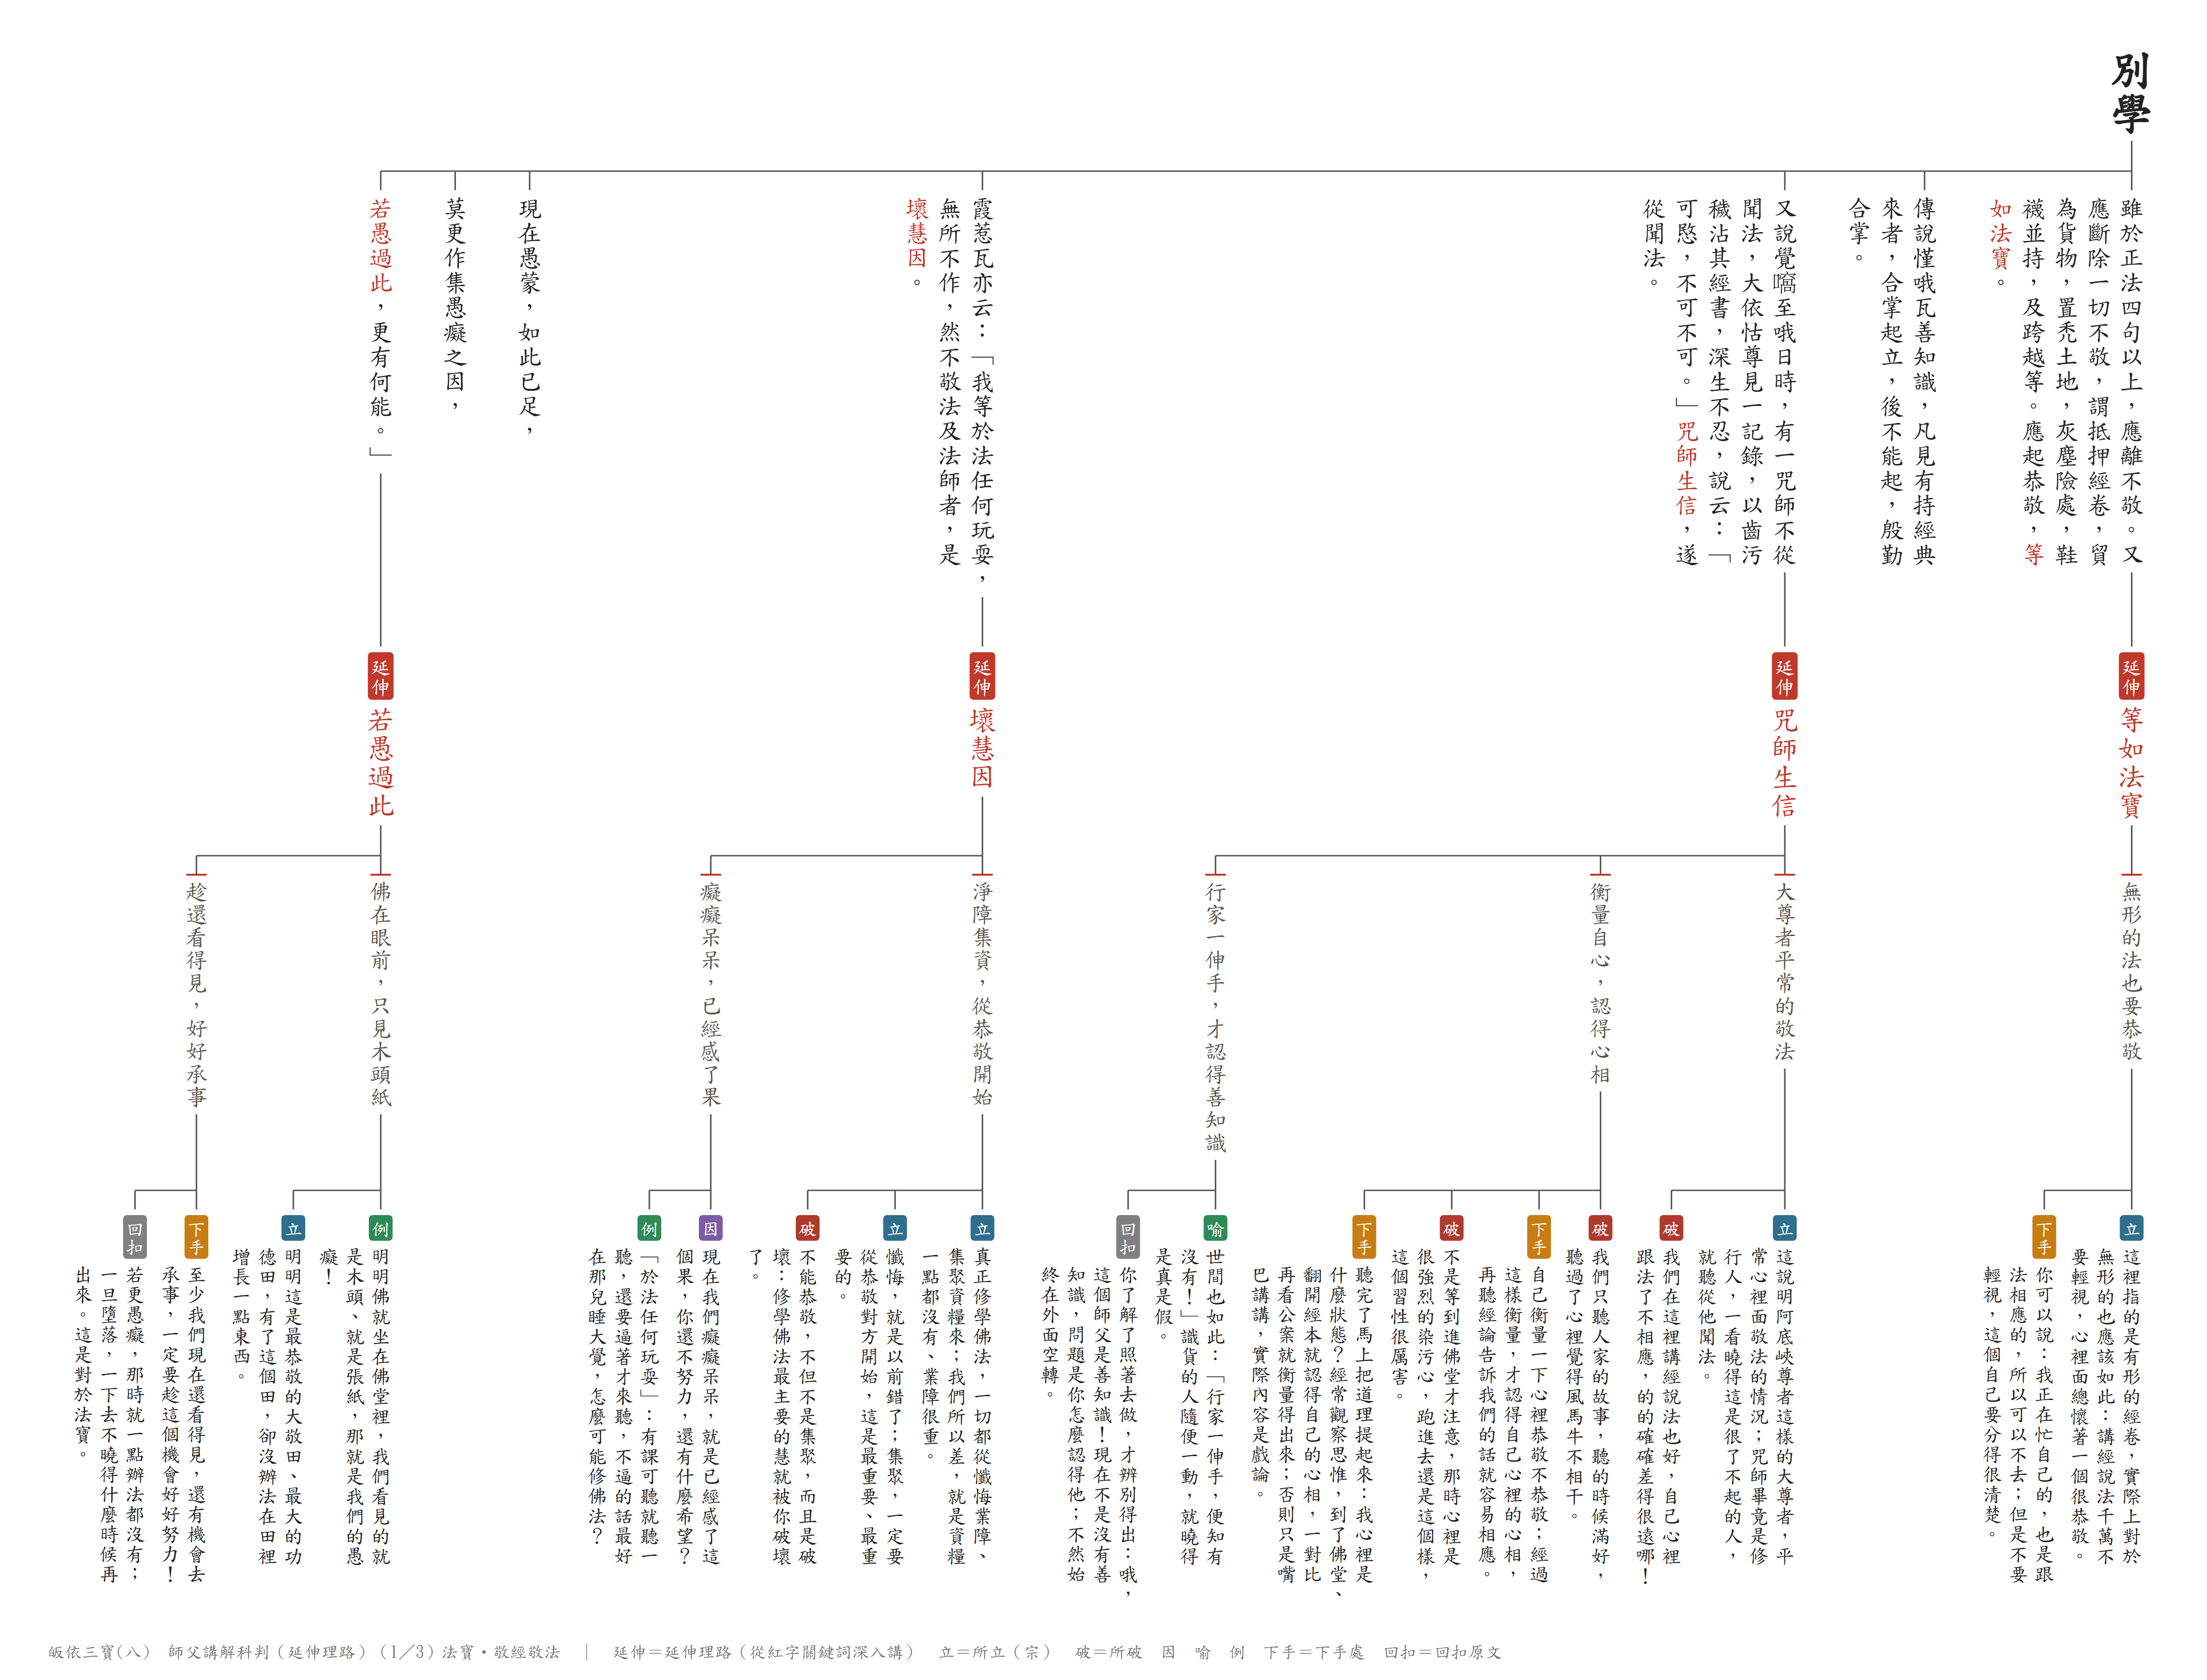 別學
雖於正法四句以上，應離不敬。又
應斷除一切不敬，謂抵押經卷，貿
為貨物，置禿土地，灰塵險處，鞋
襪並持，及跨越等。應起恭敬，等
如法寶。
傳說慬哦瓦善知識，凡見有持經典
來者，合掌起立，後不能起，殷勤
合掌。
又說覺嚮至哦日時，有一咒師不從
聞法，大依怙尊見一記錄，以齒污
穢沾其經書，深生不忍，說云：「
可愍，不可不可。」咒師生信，遂
從聞法。
霞惹瓦亦云：「我等於法任何玩耍，
無所不作，然不敬法及法師者，是
壞慧因。
現在愚蒙，如此已足，
莫更作集愚癡之因，
若愚過此，更有何能。」
延伸
等如法寶
延伸
咒師生信
延伸
壞慧因
延伸
若愚過此
無形的法也要恭敬
大尊者平常的敬法
衡量自心，認得心相
行家一伸手，才認得善知識
淨障集資，從恭敬開始
癡癡呆呆，已經感了果
佛在眼前，只見木頭紙
趁還看得見，好好承事
立
這裡指的是有形的經卷，實際上對於
無形的也應該如此：講經說法千萬不
要輕視，心裡面總懷著一個很恭敬。
下手
你可以說：我正在忙自己的，也是跟
法相應的，所以可以不去；但是不要
輕視，這個自己要分得很清楚。
立
這說明阿底峽尊者這樣的大尊者，平
常心裡面敬法的情況；咒師畢竟是修
行人，一看曉得這是很了不起的人，
就聽從他聞法。
破
我們在這裡講經說法也好，自己心裡
跟法了不相應，的的確確差得很遠哪！
破
我們只聽人家的故事，聽的時候滿好，
聽過了心裡覺得風馬牛不相干。
下手
自己衡量一下心裡恭敬不恭敬；經過
這樣衡量，才認得自己心裡的心相，
再聽經論告訴我們的話就容易相應。
破
不是等到進佛堂才注意，那時心裡是
很強烈的染污心，跑進去還是這個樣，
這個習性很厲害。
下手
聽完了馬上把道理提起來：我心裡是
什麼狀態？經常觀察思惟，到了佛堂、
翻開經本就認得自己的心相，一對比
再看公案就衡量得出來；否則只是嘴
巴講講，實際內容是戲論。
喻
世間也如此：「行家一伸手，便知有
沒有！」識貨的人隨便一動，就曉得
是真是假。
回扣
你了解了照著去做，才辨別得出：哦，
這個師父是善知識！現在不是沒有善
知識，問題是你怎麼認得他；不然始
終在外面空轉。
立
真正修學佛法，一切都從懺悔業障、
集聚資糧來；我們所以差，就是資糧
一點都沒有、業障很重。
立
懺悔，就是以前錯了；集聚，一定要
從恭敬對方開始，這是最重要、最重
要的。
破
不能恭敬，不但不是集聚，而且是破
壞：修學佛法最主要的慧就被你破壞
了。
因
現在我們癡癡呆呆，就是已經感了這
個果，你還不努力，還有什麼希望？
例
「於法任何玩耍」：有課可聽就聽一
聽，還要逼著才來聽，不逼的話最好
在那兒睡大覺，怎麼可能修佛法？
例
明明佛就坐在佛堂裡，我們看見的就
是木頭、就是張紙，那就是我們的愚
癡！
立
明明這是最恭敬的大敬田、最大的功
德田，有了這個田，卻沒辦法在田裡
增長一點東西。
下手
至少我們現在還看得見，還有機會去
承事，一定要趁這個機會好好努力！
回扣
若更愚癡，那時就一點辦法都沒有；
一旦墮落，一下去不曉得什麼時候再
出來。這是對於法寶。
皈依三寶(八)　師父講解科判（延伸理路）（1／3）法寶・敬經敬法　｜　延伸＝延伸理路（從紅字關鍵詞深入講）　立＝所立（宗）　破＝所破　因　喻　例　下手＝下手處　回扣＝回扣原文